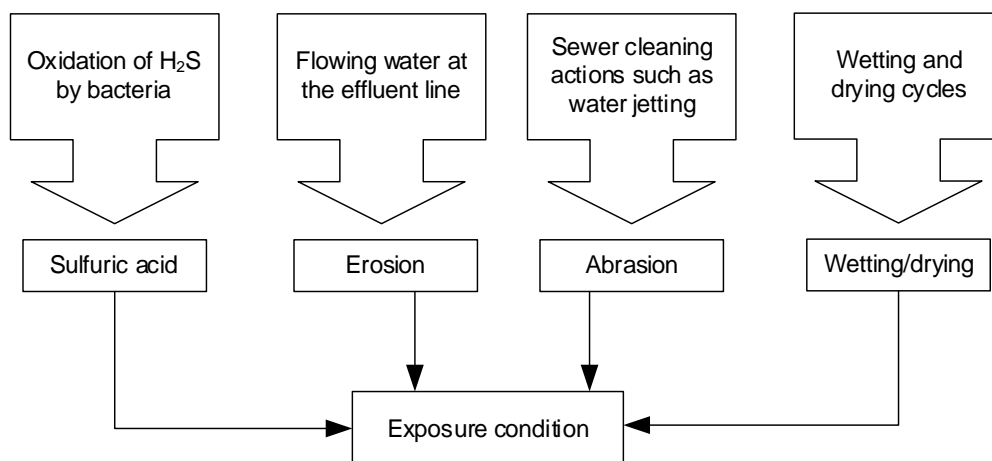 Oxidation of H₂S
by bacteria
Flowing water at
the effluent line
Sewer cleaning
actions such as
water jetting
Wetting and
drying cycles
Sulfuric acid
Erosion
Abrasion
Wetting/drying
Exposure condition